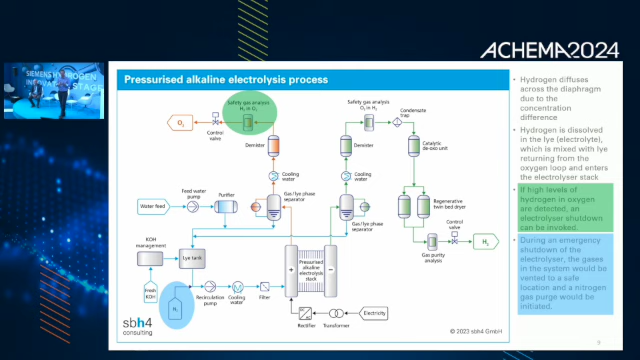 ACHEMA2024
SIEMENS HYDROGEN
INNOVATION STAGE
Pressurised alkaline electrolysis process
Safety gas analysis
H₂ in O₂
Safety gas analysis
O₂ in H₂
O₂
Control
valve
Condensate
trap
Demister
Demister
Catalytic
de-oxo unit
Cooling
water
Cooling
water
Feed water
pump
Purifier
Gas/lye phase
separator
Water feed
Gas/lye phase
separator
Regenerative
twin bed dryer
Control
valve
KOH
management
Lye tank
H₂
Gas purity
analysis
Pressurised
alkaline
electrolysis
stack
+
-
Fresh
KOH
N₂
Recirculation
pump
Cooling
water
Filter
Electricity
Rectifier
Transformer
sbh4
consulting
© 2023 sbh4 GmbH
• Hydrogen diffuses
across the diaphragm
due to the
concentration
difference
• Hydrogen is dissolved
in the lye (electrolyte),
which is mixed with lye
returning from the
oxygen loop and enters
the electrolyser stack
• If high levels of
hydrogen in oxygen
are detected, an
electrolyser shutdown
can be invoked.
• During an emergency
shutdown of the
electrolyser, the gases
in the system would be
vented to a safe
location and a nitrogen
gas purge would be
initiated.